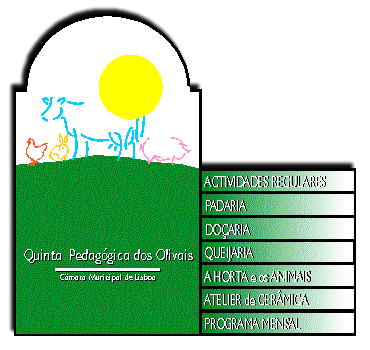 Quinta Pedagógica dos Olivais
Câmara Municipal de Lisboa
ACTIVIDADES REGULARES
PADARIA
DOÇARIA
QUEIJARIA
A HORTA e os ANIMAIS
ATELIER de CERÂMICA
PROGRAMA MENSAL